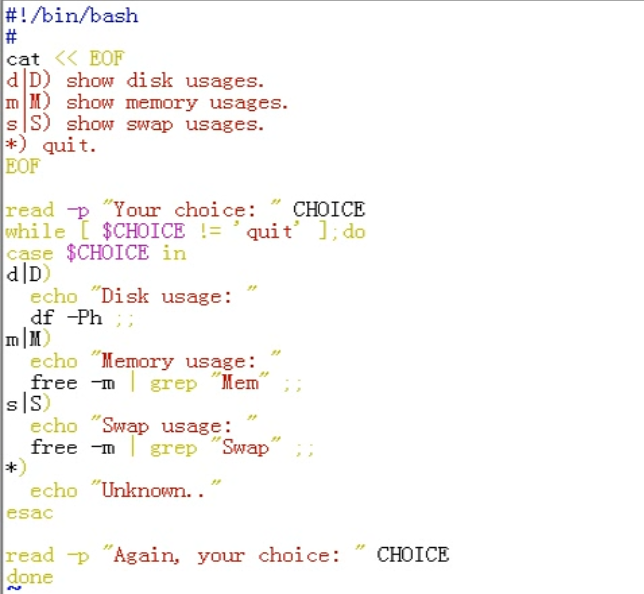 #!/bin/bash
#
cat << EOF
d|D) show disk usages.
m|M) show memory usages.
s|S) show swap usages.
*) quit.
EOF
read -p "Your choice: " CHOICE
while [ $CHOICE != 'quit' ];do
case $CHOICE in
d|D)
  echo "Disk usage: "
  df -Ph ;;
m|M)
  echo "Memory usage: "
  free -m | grep "Mem" ;;
s|S)
  echo "Swap usage: "
  free -m | grep "Swap" ;;
*)
  echo "Unknown.."
esac
read -p "Again, your choice: " CHOICE
done
~